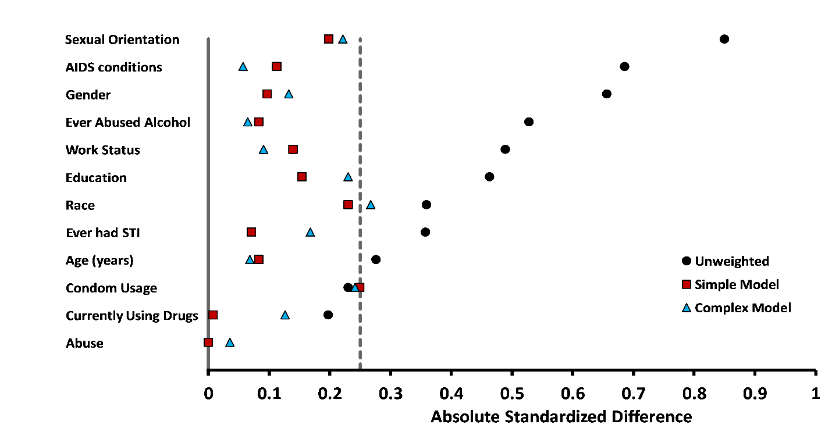 Sexual Orientation
AIDS conditions
Gender
Ever Abused Alcohol
Work Status
Education
Race
Ever had STI
Age (years)
Condom Usage
Currently Using Drugs
Abuse
Unweighted
Simple Model
Complex Model
0 0.1 0.2 0.3 0.4 0.5 0.6 0.7 0.8 0.9 1
Absolute Standardized Difference